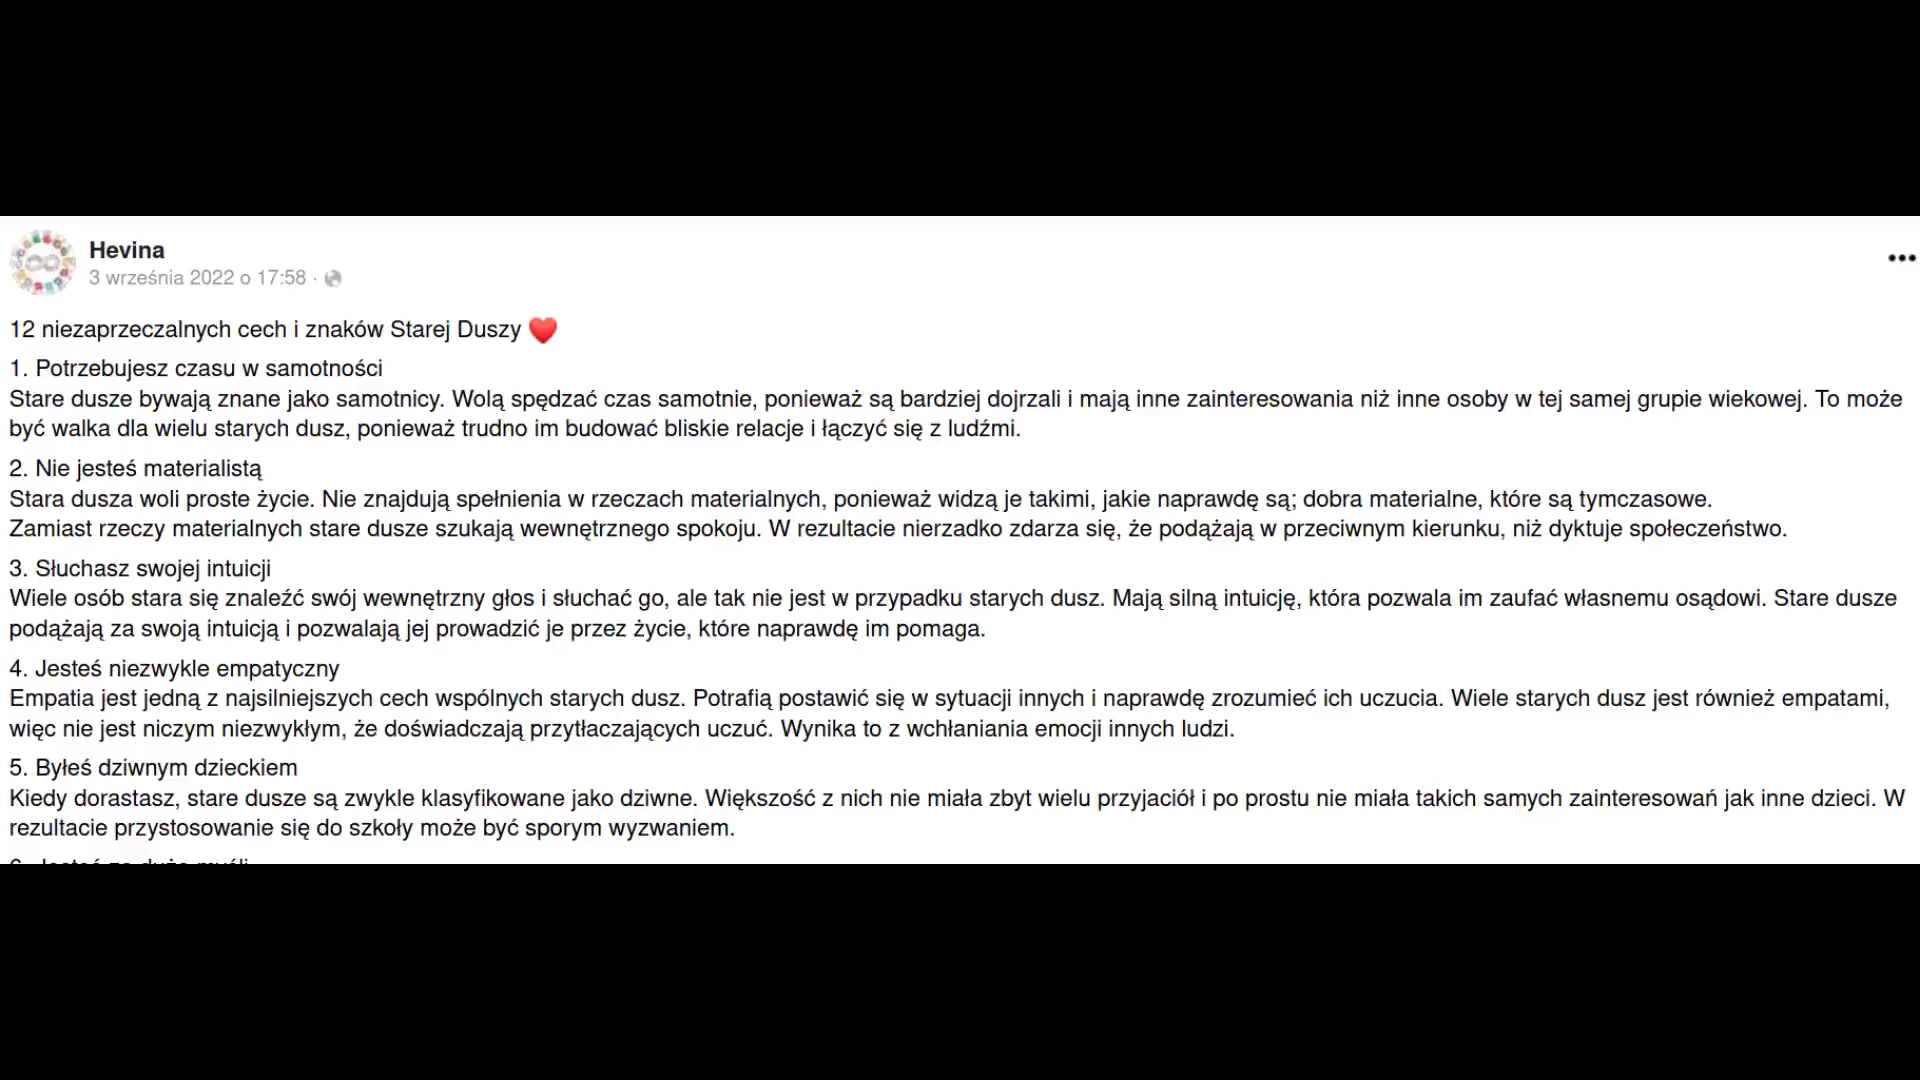 Hevina
3 września 2022 o 17:58 ·
12 niezaprzeczalnych cech i znaków Starej Duszy ❤️
1. Potrzebujesz czasu w samotności
Stare dusze bywają znane jako samotnicy. Wolą spędzać czas samotnie, ponieważ są bardziej dojrzali i mają inne zainteresowania niż inne osoby w tej samej grupie wiekowej. To może
być walka dla wielu starych dusz, ponieważ trudno im budować bliskie relacje i łączyć się z ludźmi.
2. Nie jesteś materialistą
Stara dusza woli proste życie. Nie znajdują spełnienia w rzeczach materialnych, ponieważ widzą je takimi, jakie naprawdę są; dobra materialne, które są tymczasowe.
Zamiast rzeczy materialnych stare dusze szukają wewnętrznego spokoju. W rezultacie nierzadko zdarza się, że podążają w przeciwnym kierunku, niż dyktuje społeczeństwo.
3. Słuchasz swojej intuicji
Wiele osób stara się znaleźć swój wewnętrzny głos i słuchać go, ale tak nie jest w przypadku starych dusz. Mają silną intuicję, która pozwala im zaufać własnemu osądowi. Stare dusze
podążają za swoją intuicją i pozwalają jej prowadzić je przez życie, które naprawdę im pomaga.
4. Jesteś niezwykle empatyczny
Empatia jest jedną z najsilniejszych cech wspólnych starych dusz. Potrafią postawić się w sytuacji innych i naprawdę zrozumieć ich uczucia. Wiele starych dusz jest również empatami,
więc nie jest niczym niezwykłym, że doświadczają przytłaczających uczuć. Wynika to z wchłaniania emocji innych ludzi.
5. Byłeś dziwnym dzieckiem
Kiedy dorastasz, stare dusze są zwykle klasyfikowane jako dziwne. Większość z nich nie miała zbyt wielu przyjaciół i po prostu nie miała takich samych zainteresowań jak inne dzieci. W
rezultacie przystosowanie się do szkoły może być sporym wyzwaniem.